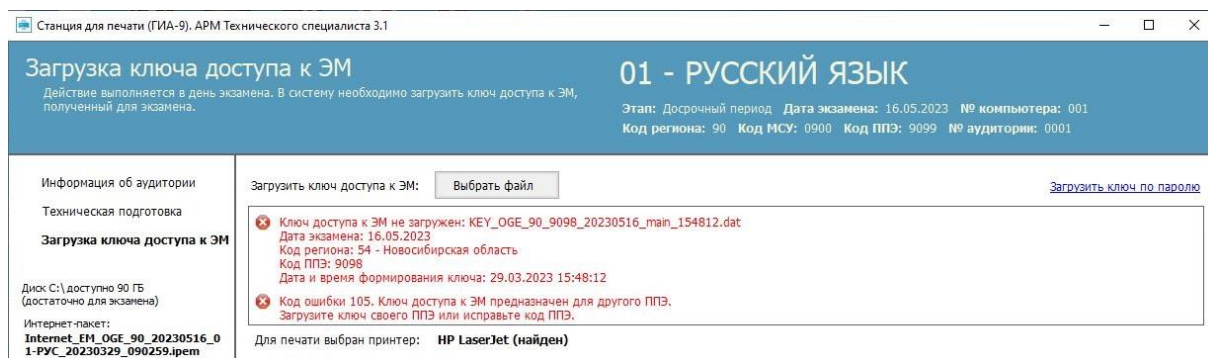 Станция для печати (ГИА-9). АРМ Технического специалиста 3.1
Загрузка ключа доступа к ЭМ
Действие выполняется в день экзамена. В систему необходимо загрузить ключ доступа к ЭМ,
полученный для экзамена.
01 - РУССКИЙ ЯЗЫК
Этап: Досрочный период Дата экзамена: 16.05.2023 № компьютера: 001
Код региона: 90 Код МСУ: 0900 Код ППЭ: 9099 № аудитории: 0001
Информация об аудитории
Техническая подготовка
Загрузка ключа доступа к ЭМ
Диск C:\ доступно 90 ГБ
(достаточно для экзамена)
Интернет-пакет:
Internet_EM_OGE_90_20230516_0
1-РУС_20230329_090259.ipem
Загрузить ключ доступа к ЭМ: Выбрать файл Загрузить ключ по паролю
Ключ доступа к ЭМ не загружен: KEY_OGE_90_9098_20230516_main_154812.dat
Дата экзамена: 16.05.2023
Код региона: 54 - Новосибирская область
Код ППЭ: 9098
Дата и время формирования ключа: 29.03.2023 15:48:12
Код ошибки 105. Ключ доступа к ЭМ предназначен для другого ППЭ.
Загрузите ключ своего ППЭ или исправьте код ППЭ.
Для печати выбран принтер: HP LaserJet (найден)